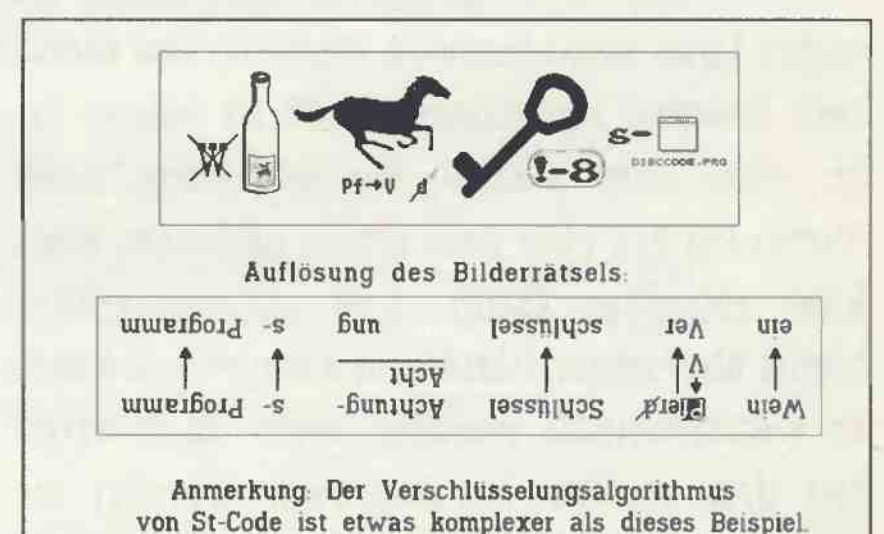 W
s-
DISCCODE.PRG
Pf→V d
!-8
Auflösung des Bilderrätsels:
Wein Pferd Schlüssel Achtung- s- Programm
V Acht
ein Ver schlüssel ung s- Programm
Anmerkung: Der Verschlüsselungsalgorithmus
von St-Code ist etwas komplexer als dieses Beispiel.